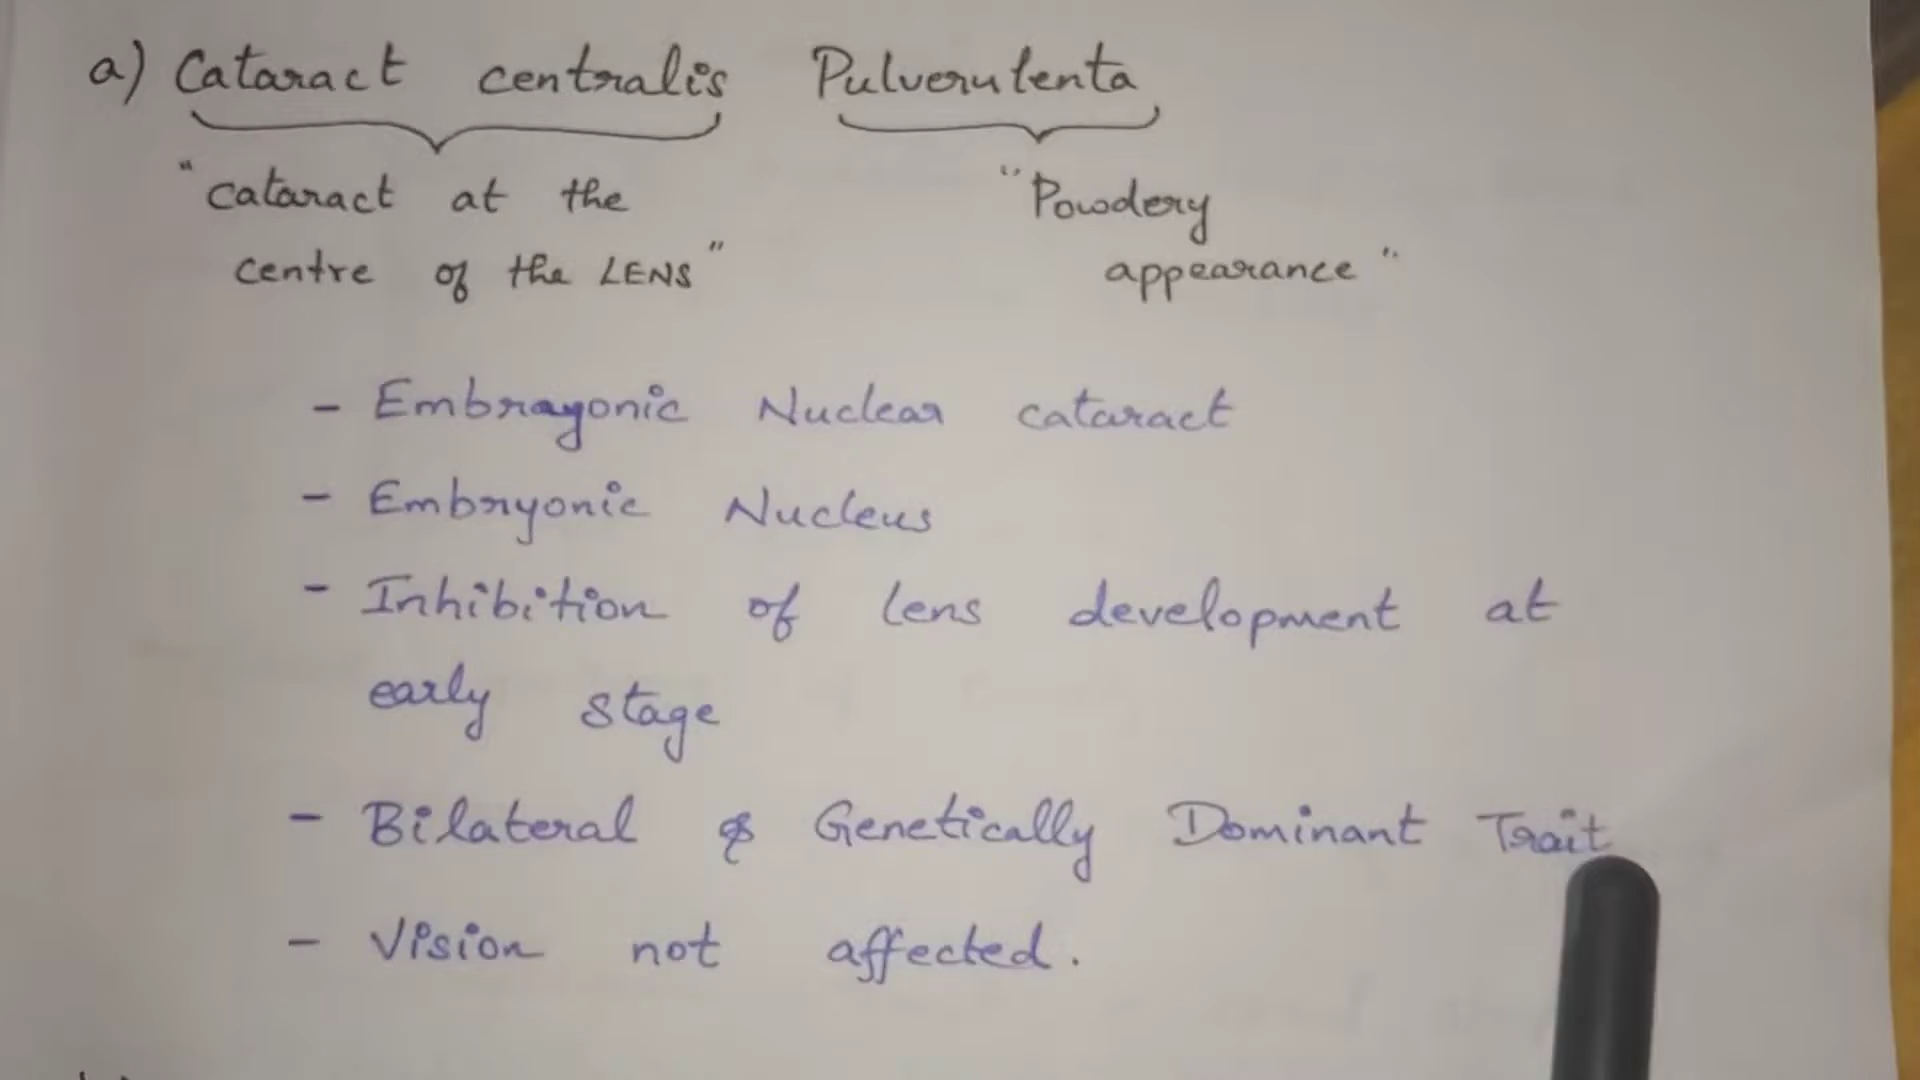 a) Cataract centralis Pulverulenta
"cataract at the "Powdery
centre of the LENS" appearance"
- Embrayonic Nuclear cataract
- Embryonic Nucleus
- Inhibition of lens development at
early stage
- Bilateral & Genetically Dominant Trait
- Vision not affected.